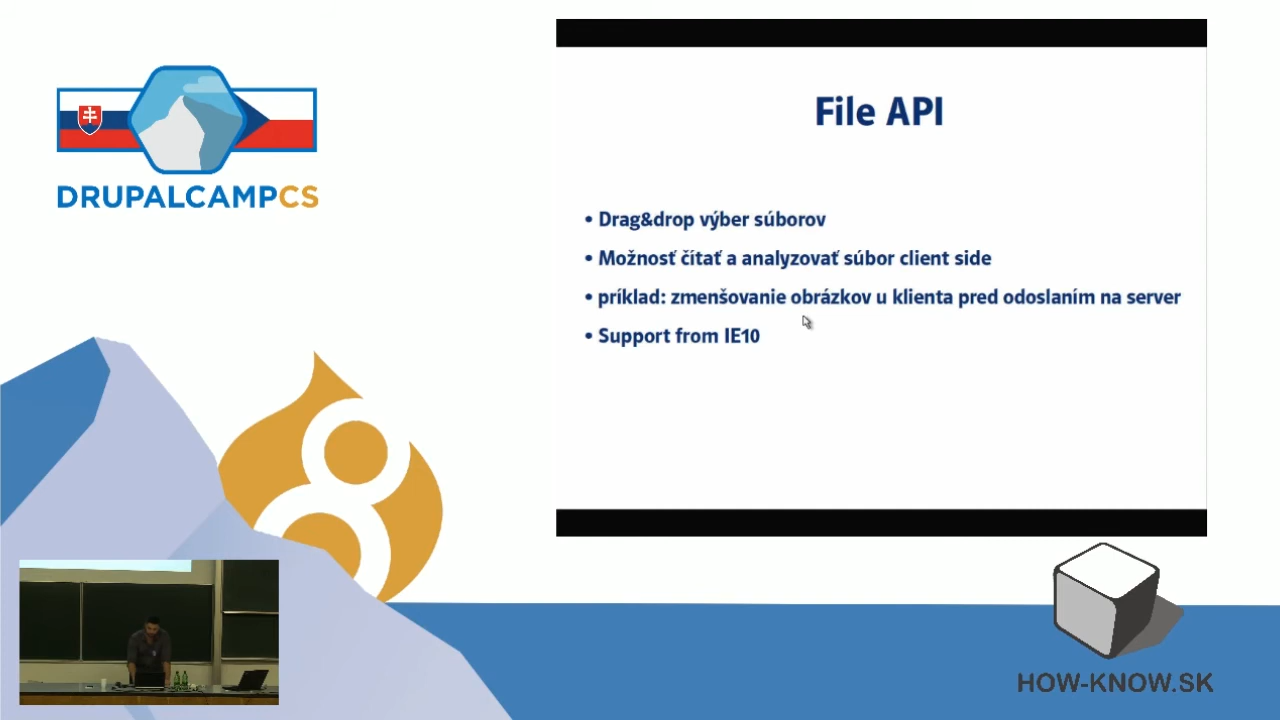 DRUPALCAMPCS
File API
• Drag&drop výber súborov
• Možnosť čítať a analyzovať súbor client side
• príklad: zmenšovanie obrázkov u klienta pred odoslaním na server
• Support from IE10
8
HOW-KNOW.SK